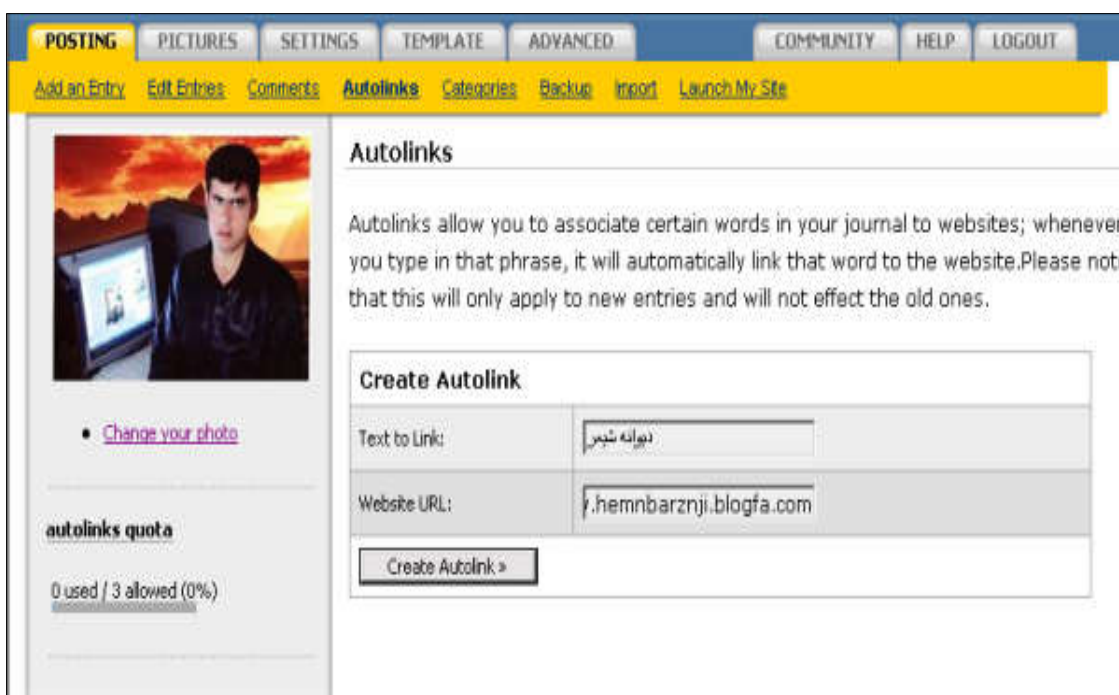 POSTING PICTURES SETTINGS TEMPLATE ADVANCED COMMUNITY HELP LOGOUT
Add an Entry Edit Entries Comments Autolinks Categories Backup Import Launch My Site
Autolinks
Autolinks allow you to associate certain words in your journal to websites; whenever
you type in that phrase, it will automatically link that word to the website.Please not
that this will only apply to new entries and will not effect the old ones.
Create Autolink
Text to Link: دیوانه
Website URL: .hemnbarznji.blogfa.com
Create Autolink »
Change your photo
autolinks quota
0 used / 3 allowed (0%)